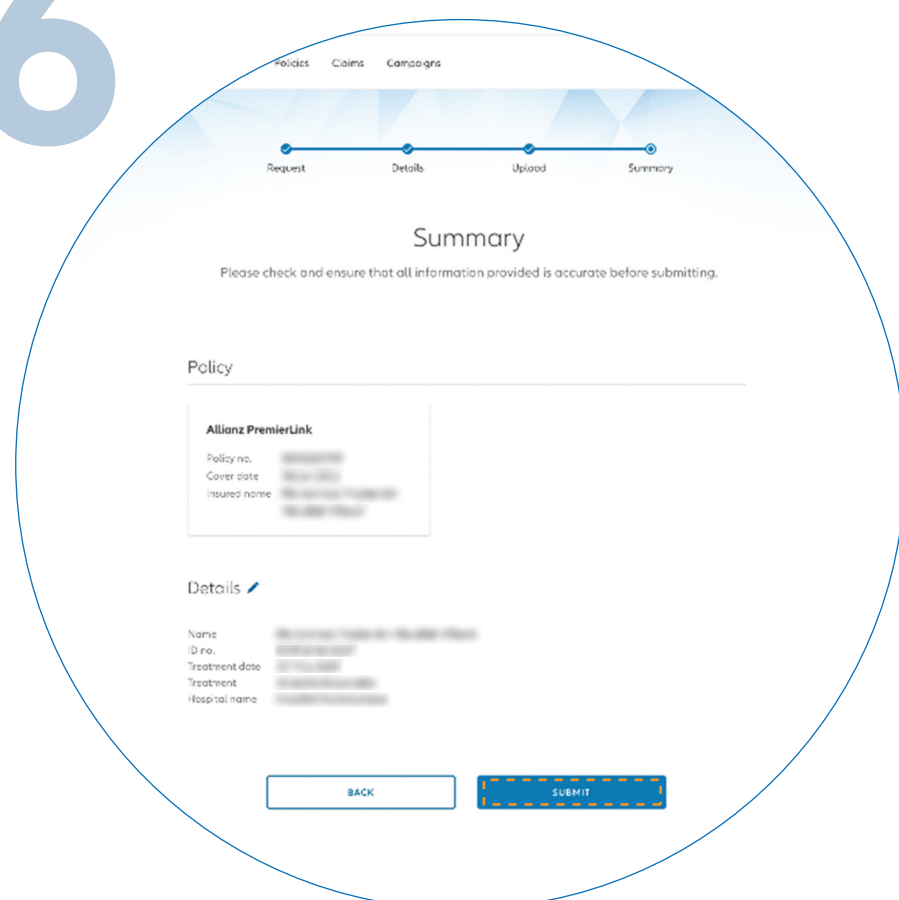 6
Policies Claims Campaigns
Request Details Upload Summary
Summary
Please check and ensure that all information provided is accurate before submitting.
Policy
Allianz PremierLink
Policy no.
Cover date
Insured name
Details
Name
ID no.
Treatment date
Treatment
Hospital name
BACK SUBMIT